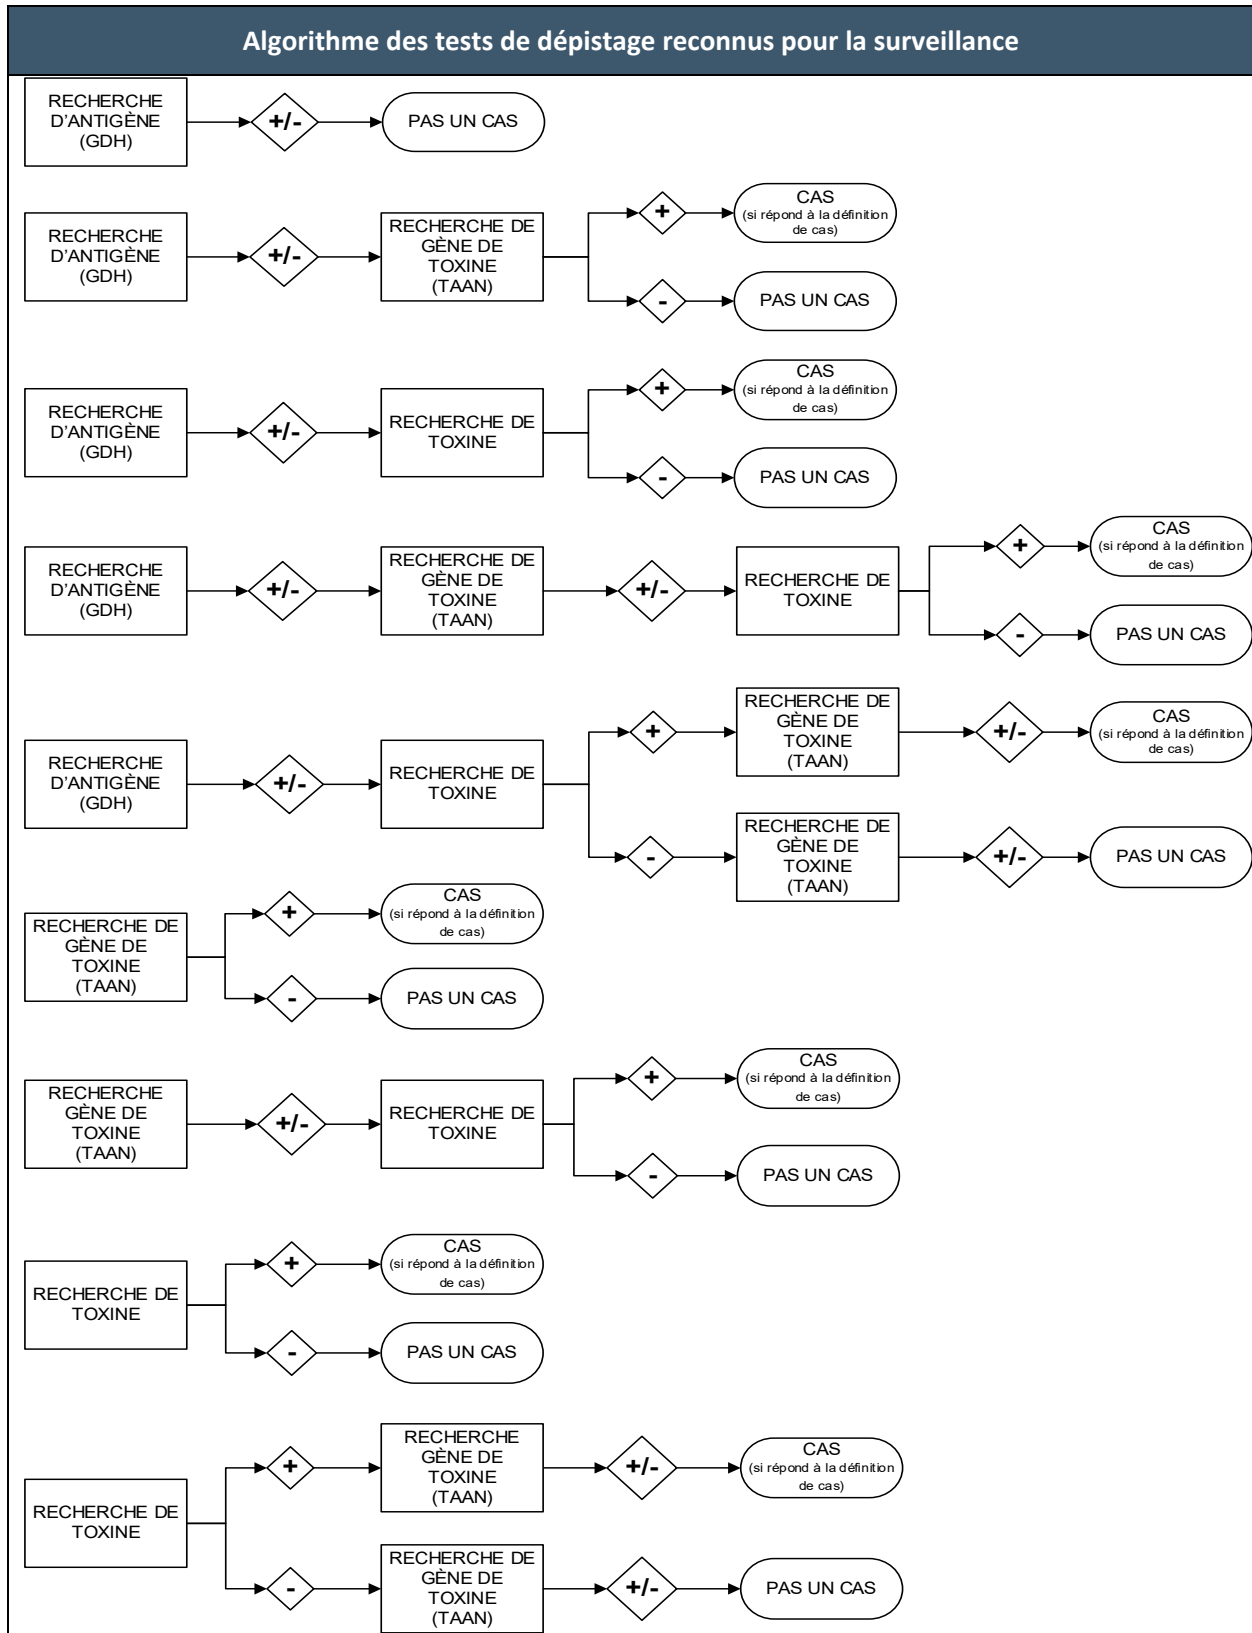 Algorithme des tests de dépistage reconnus pour la surveillance
RECHERCHE
D'ANTIGÈNE
(GDH)
+/-
PAS UN CAS
RECHERCHE
D'ANTIGÈNE
(GDH)
+/-
RECHERCHE DE
GÈNE DE
TOXINE
(TAAN)
+
CAS
(si répond à la définition
de cas)
-
PAS UN CAS
RECHERCHE
D'ANTIGÈNE
(GDH)
+/-
RECHERCHE DE
TOXINE
+
CAS
(si répond à la définition
de cas)
-
PAS UN CAS
RECHERCHE
D'ANTIGÈNE
(GDH)
+/-
RECHERCHE DE
GÈNE DE
TOXINE
(TAAN)
+/-
RECHERCHE DE
TOXINE
+
CAS
(si répond à la définition
de cas)
-
PAS UN CAS
RECHERCHE
D'ANTIGÈNE
(GDH)
+/-
RECHERCHE DE
TOXINE
+
RECHERCHE DE
GÈNE DE
TOXINE
(TAAN)
+/-
CAS
(si répond à la définition
de cas)
-
RECHERCHE DE
GÈNE DE
TOXINE
(TAAN)
+/-
PAS UN CAS
RECHERCHE DE
GÈNE DE
TOXINE
(TAAN)
+
CAS
(si répond à la définition
de cas)
-
PAS UN CAS
RECHERCHE
GÈNE DE
TOXINE
(TAAN)
+/-
RECHERCHE DE
TOXINE
+
CAS
(si répond à la définition
de cas)
-
PAS UN CAS
RECHERCHE DE
TOXINE
+
CAS
(si répond à la définition
de cas)
-
PAS UN CAS
RECHERCHE DE
TOXINE
+
RECHERCHE
GÈNE DE
TOXINE
(TAAN)
+/-
CAS
(si répond à la définition
de cas)
-
RECHERCHE DE
GÈNE DE
TOXINE
(TAAN)
+/-
PAS UN CAS